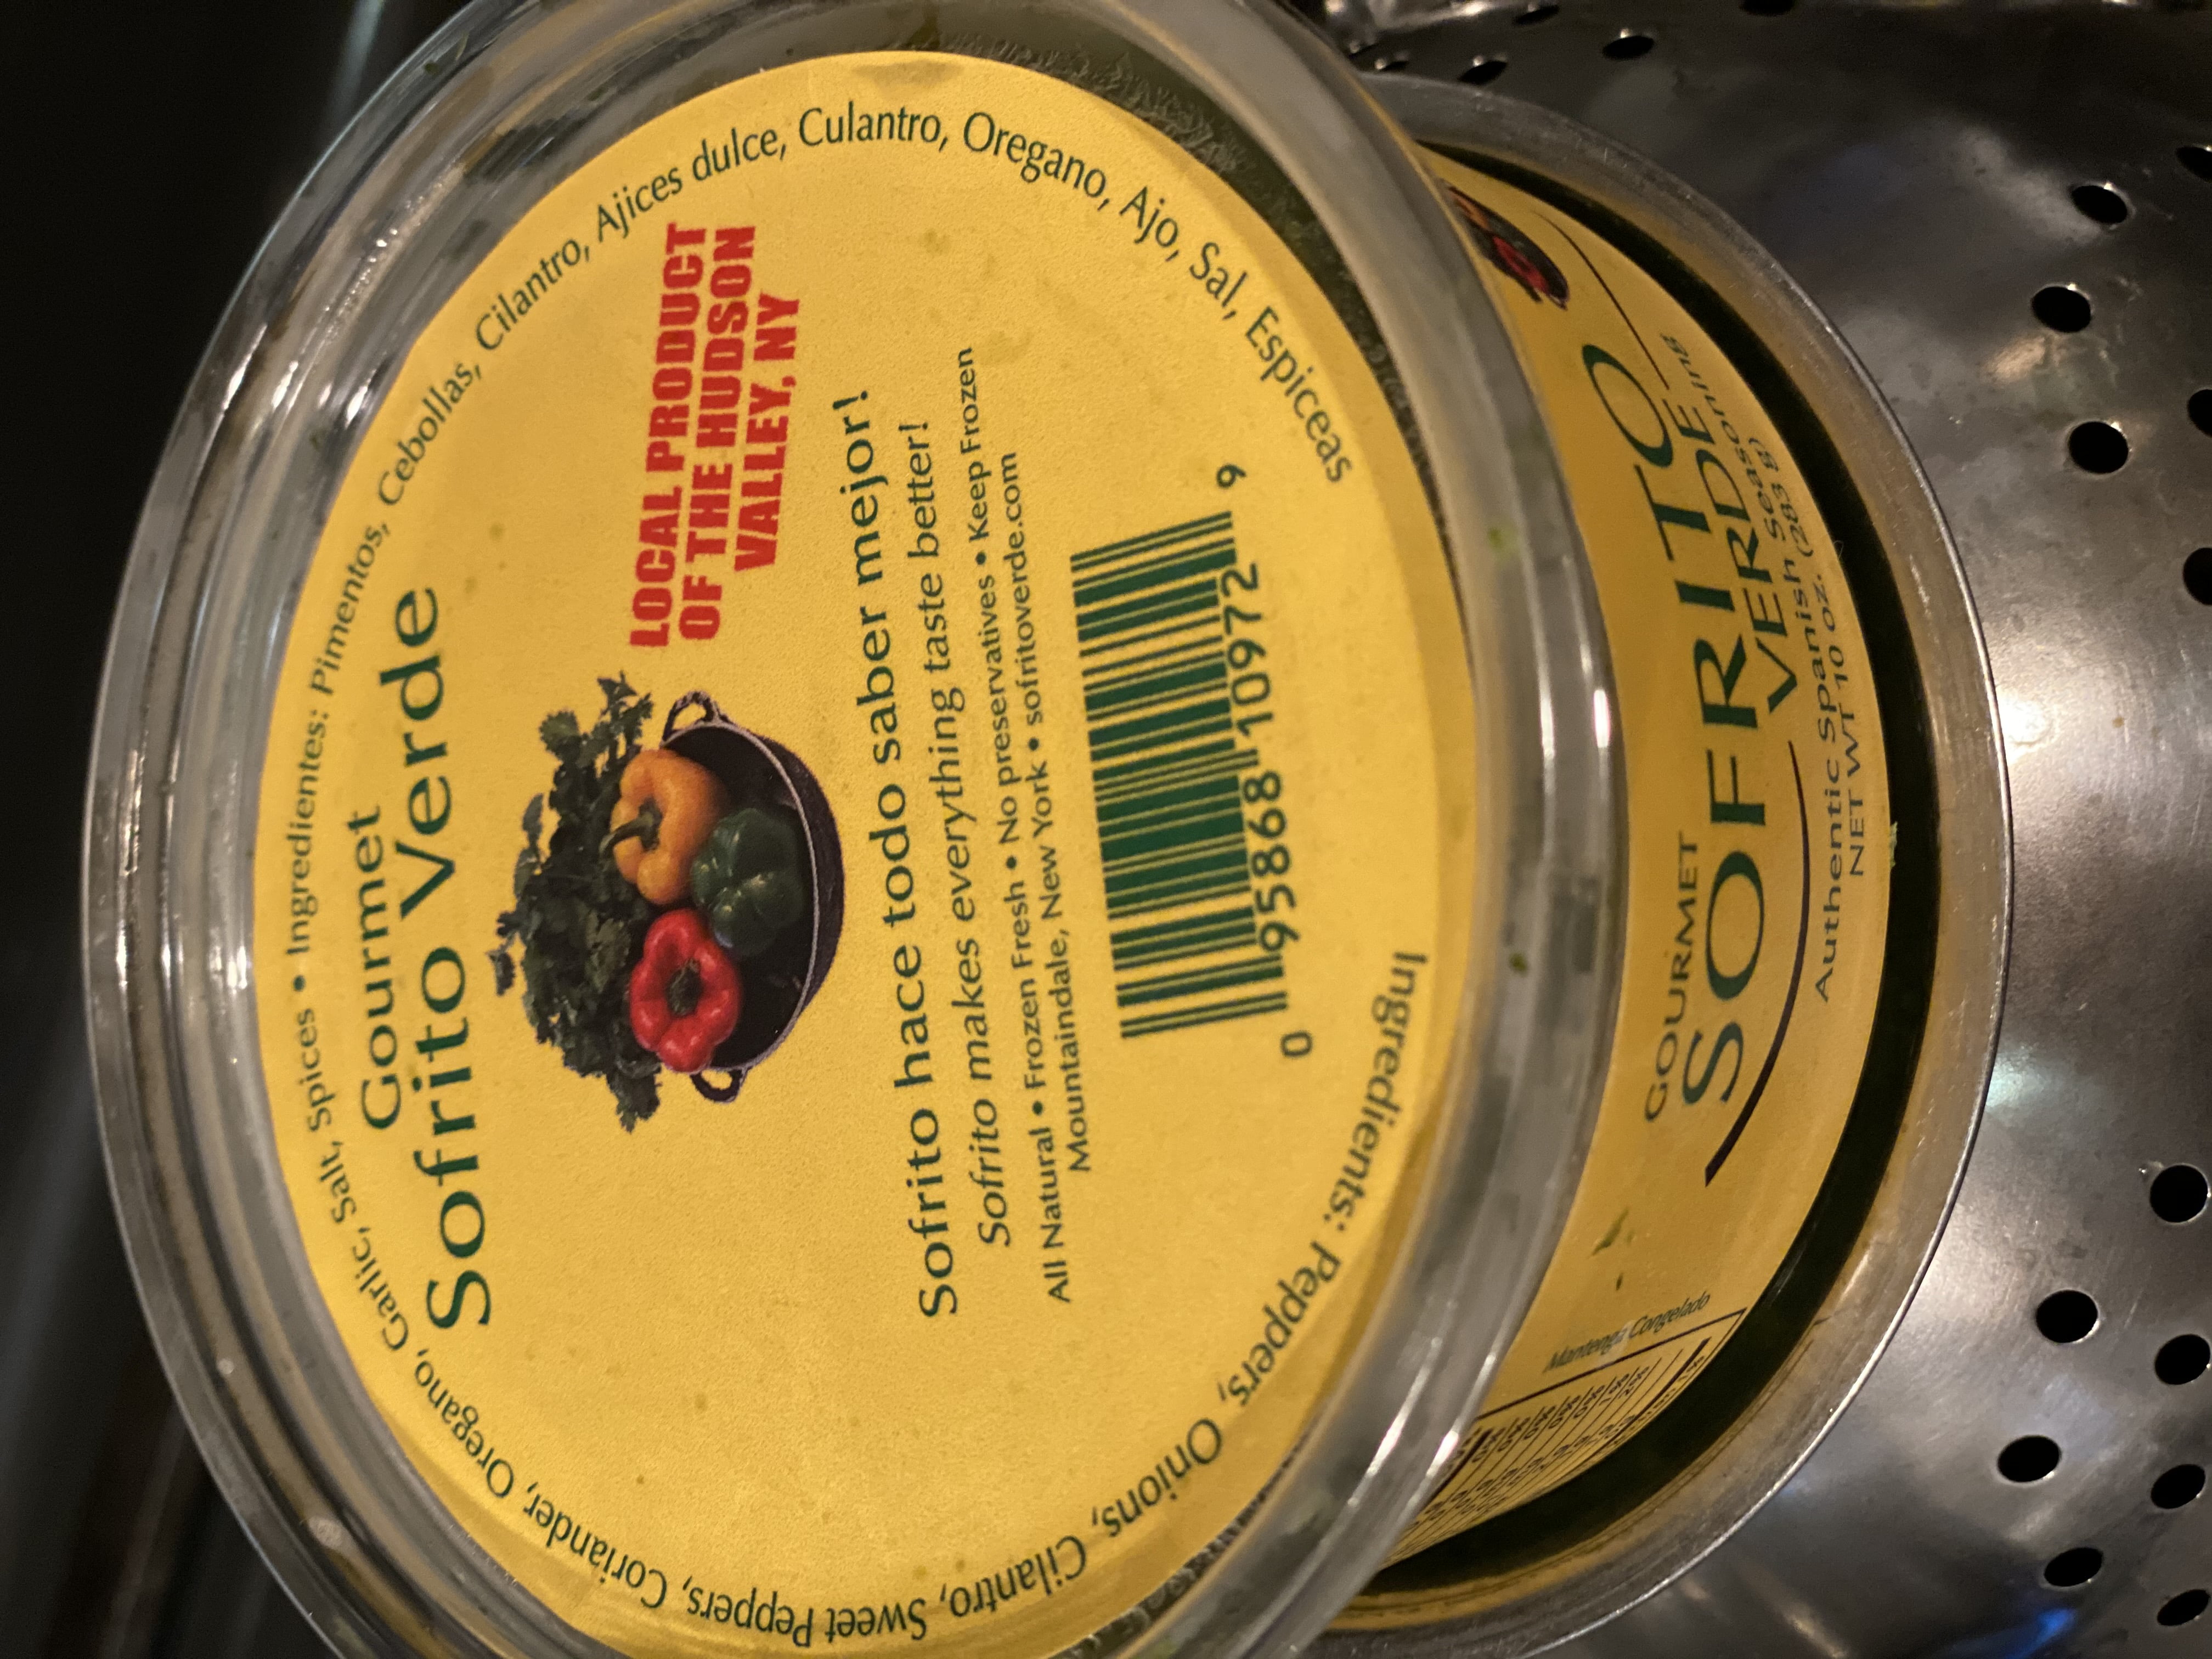 Ingredientes: Pimentos, Cebollas, Cilantro, Ajices dulce, Culantro, Oregano, Ajo, Sal, Espiceas
Ingredients: Peppers, Onions, Cilantro, Sweet Peppers, Coriander, Oregano, Garlic, Salt, Spices •
Gourmet
Sofrito Verde
LOCAL PRODUCT
OF THE HUDSON
VALLEY, NY
Sofrito hace todo saber mejor!
Sofrito makes everything taste better!
All Natural • Frozen Fresh • No preservatives • Keep Frozen
Mountaindale, New York • sofritoverde.com
0 95868 10972 9
GOURMET
SOFRITO
VERDE
Authentic Spanish Seasoning
NET WT 10 oz. (283 g)
Mantenga Congelado